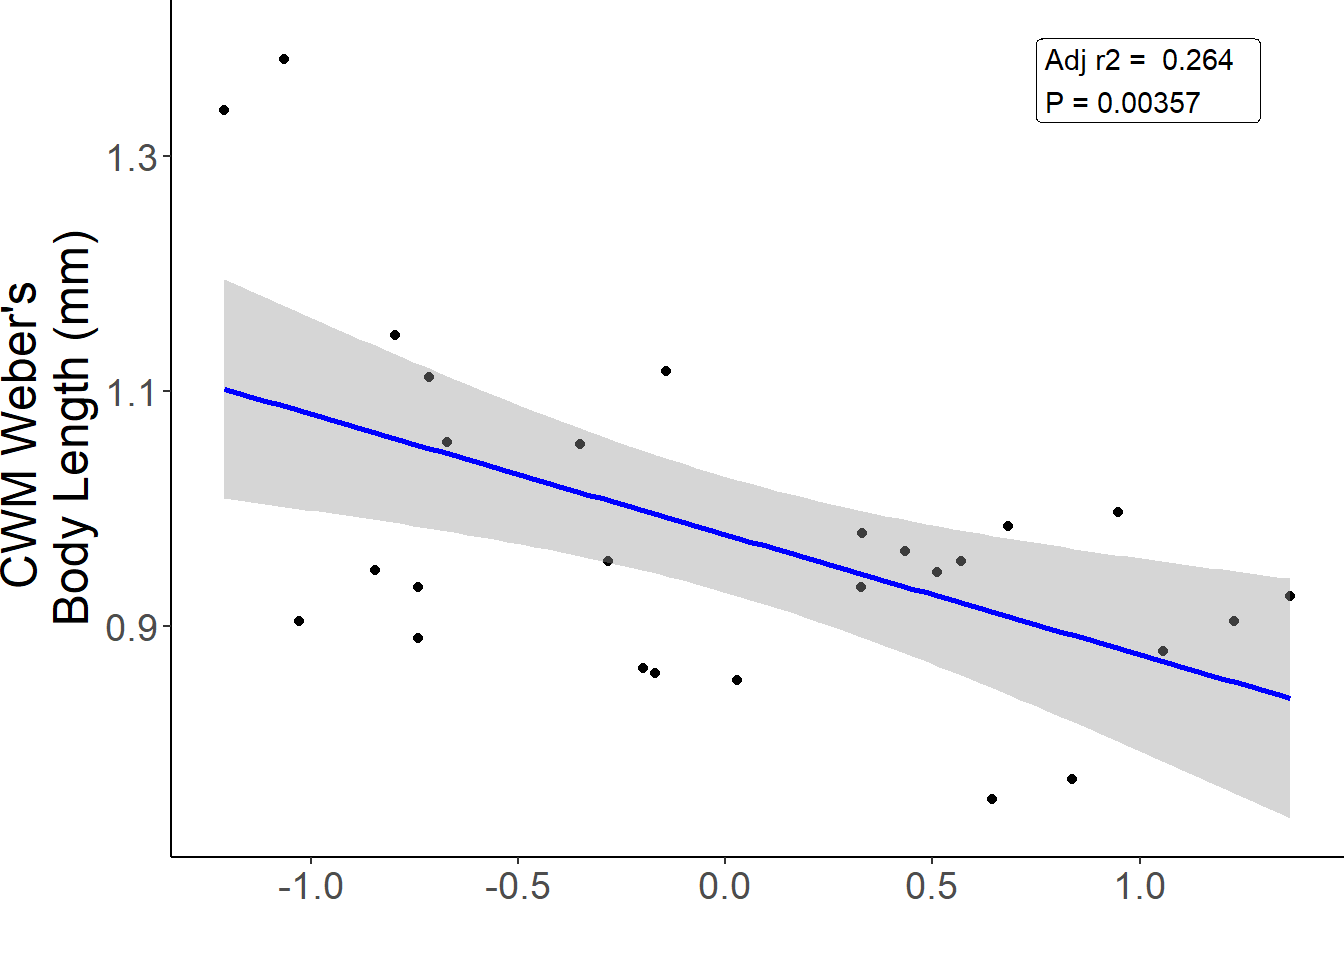 Adj r2 =  0.264
P = 0.00357
CWM Weber's
Body Length (mm)
1.3
1.1
0.9
-1.0 -0.5 0.0 0.5 1.0